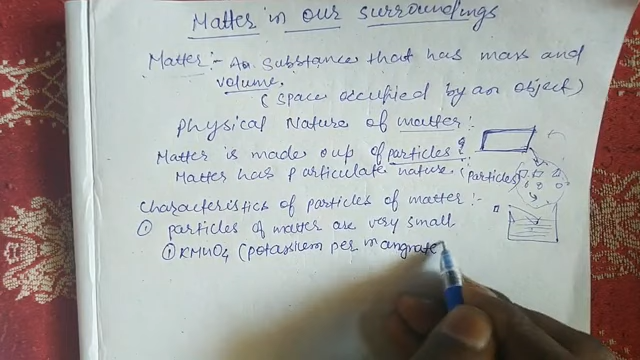 Matter in our surroundings
Matter:- An Substance that has mass and
volume.
(space occupied by an object)
Physical Nature of matter:
Matter is made oup of particles?
Matter has particulate nature. (particles)
Characteristics of particles of matter:-
① particles of matter are very small.
① KMnO4 (potassium per mangnate